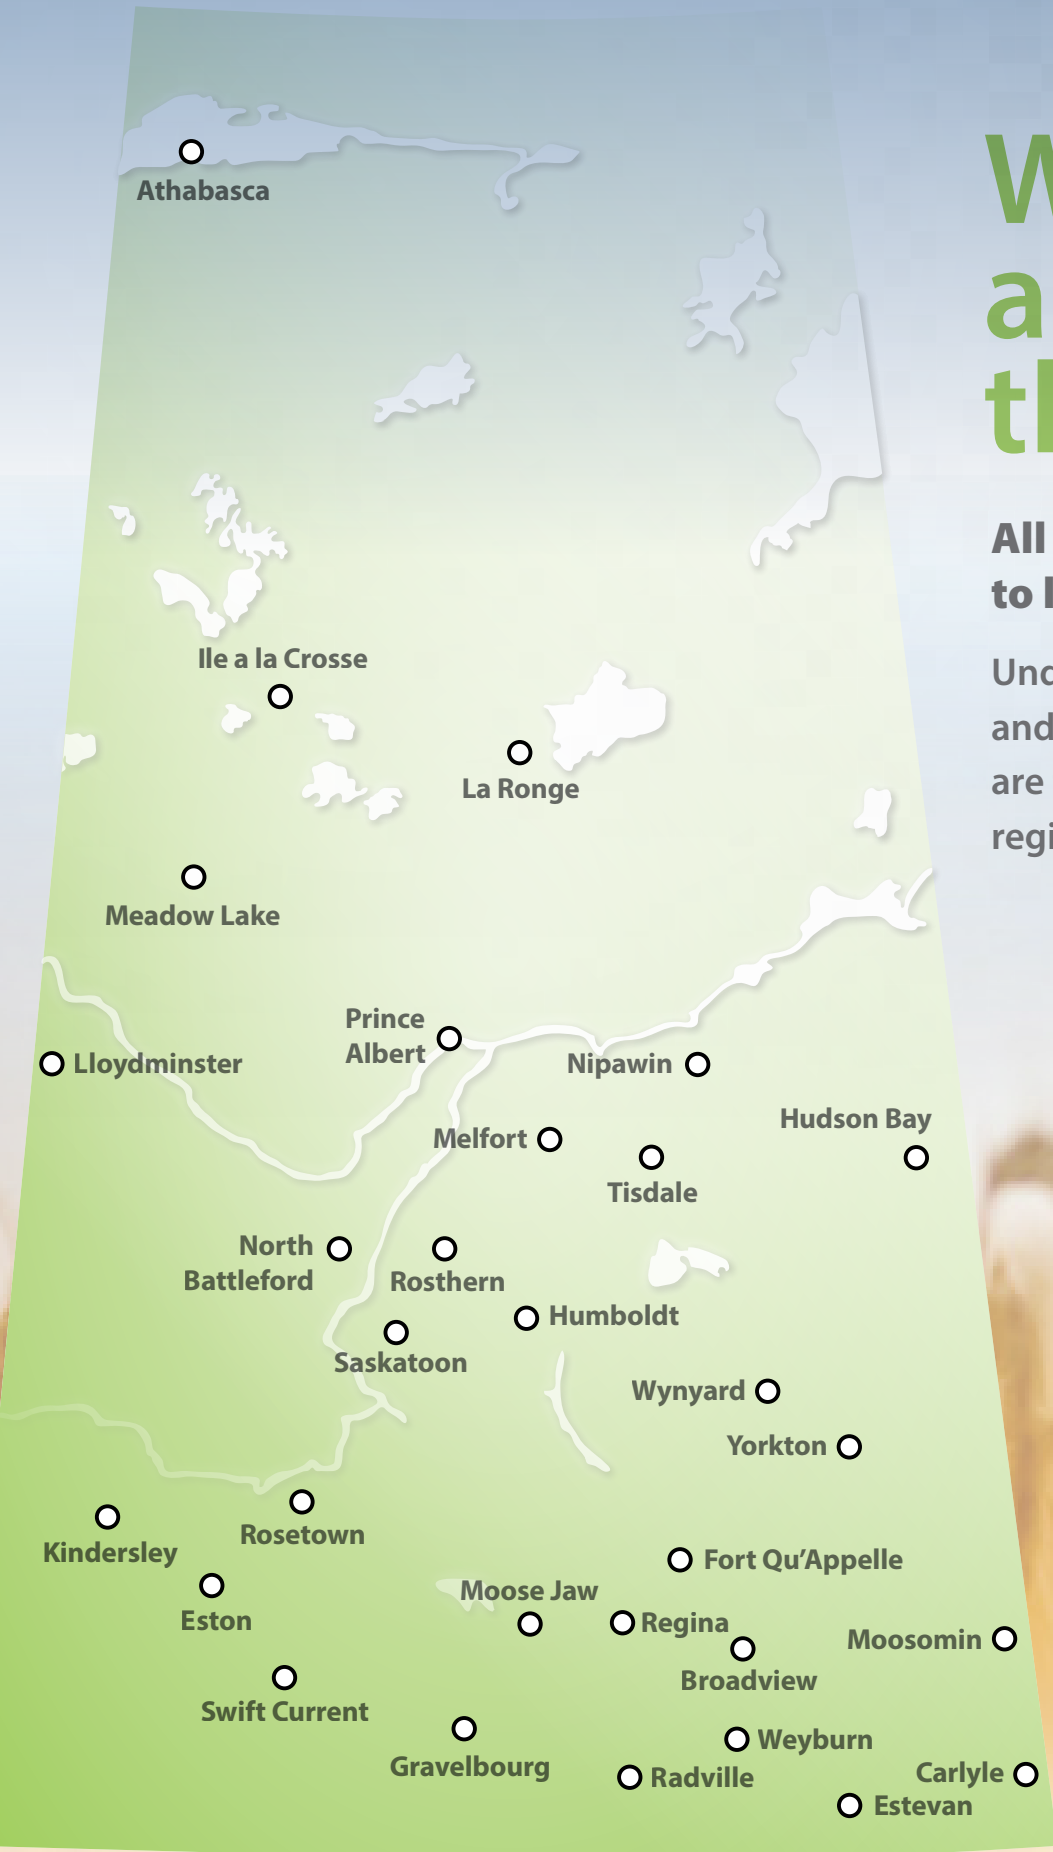 Athabasca
Ile a la Crosse
La Ronge
Meadow Lake
Prince
Albert
Lloydminster
Nipawin
Hudson Bay
Melfort
Tisdale
North
Battleford
Rosthern
Humboldt
Saskatoon
Wynyard
Yorkton
Rosetown
Kindersley
Fort Qu’Appelle
Moose Jaw
Eston
Regina
Moosomin
Broadview
Swift Current
Weyburn
Gravelbourg
Radville
Carlyle
Estevan
a
All
to
and
are